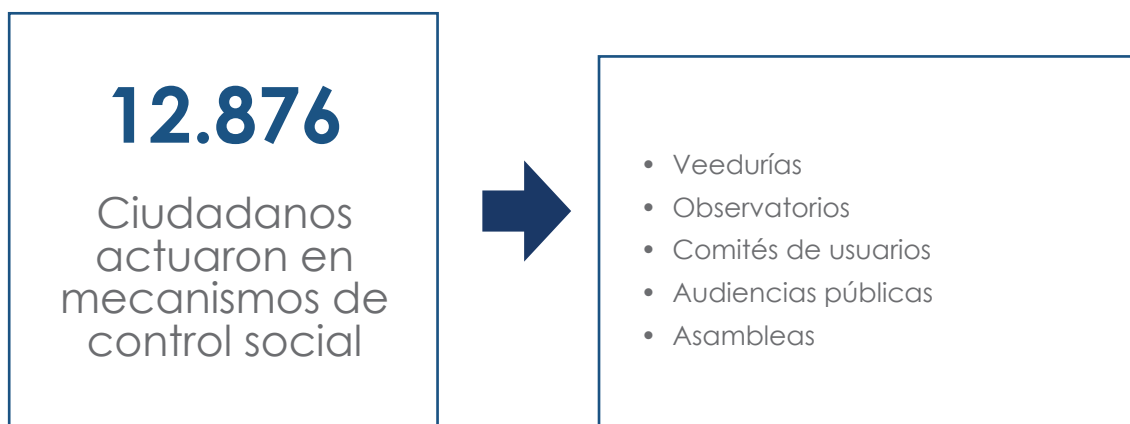 12.876
Ciudadanos
actuaron en
mecanismos de
control social
• Veedurías
• Observatorios
• Comités de usuarios
• Audiencias públicas
• Asambleas